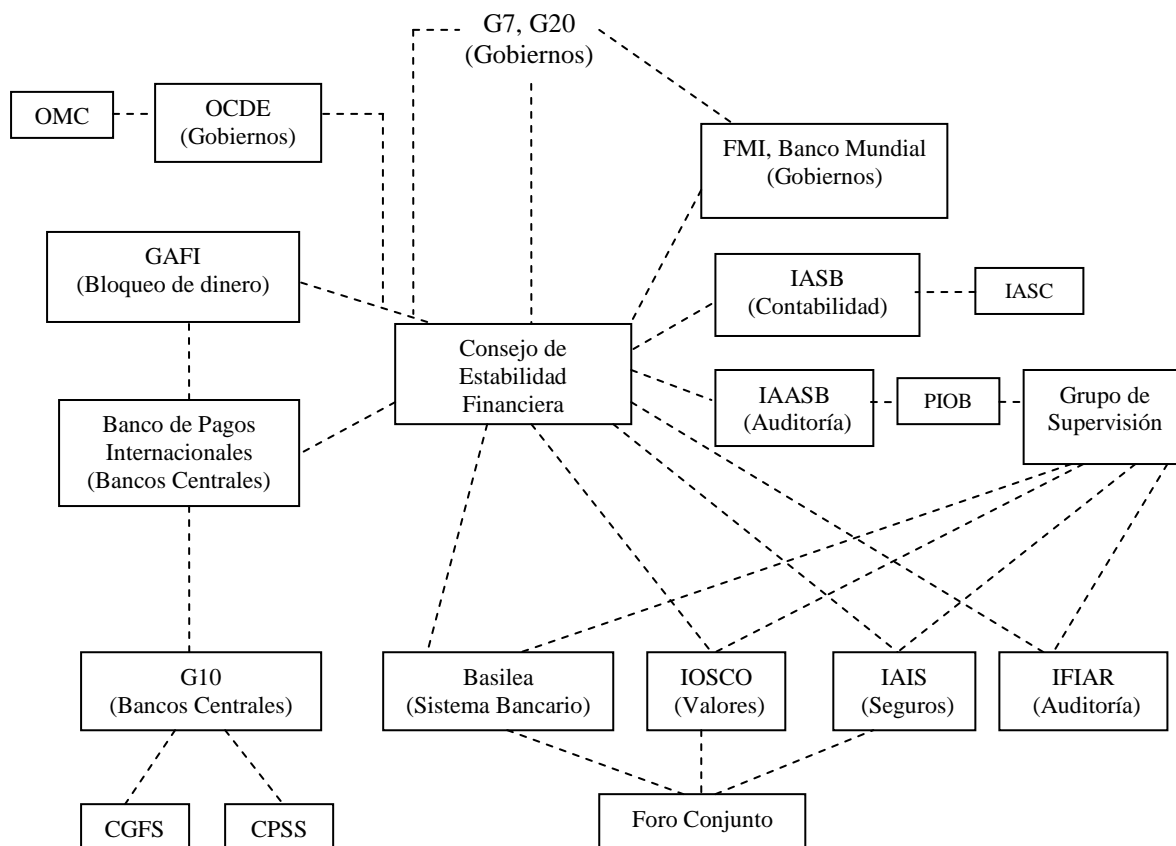 G7, G20
(Gobiernos)
OMC
OCDE
(Gobiernos)
FMI, Banco Mundial
(Gobiernos)
GAFI
(Bloqueo de dinero)
IASB
(Contabilidad)
IASC
Consejo de
Estabilidad
Financiera
IAASB
(Auditoría)
PIOB
Grupo de
Supervisión
Banco de Pagos
Internacionales
(Bancos Centrales)
G10
(Bancos Centrales)
Basilea
(Sistema Bancario)
IOSCO
(Valores)
IAIS
(Seguros)
IFIAR
(Auditoría)
CGFS
CPSS
Foro Conjunto